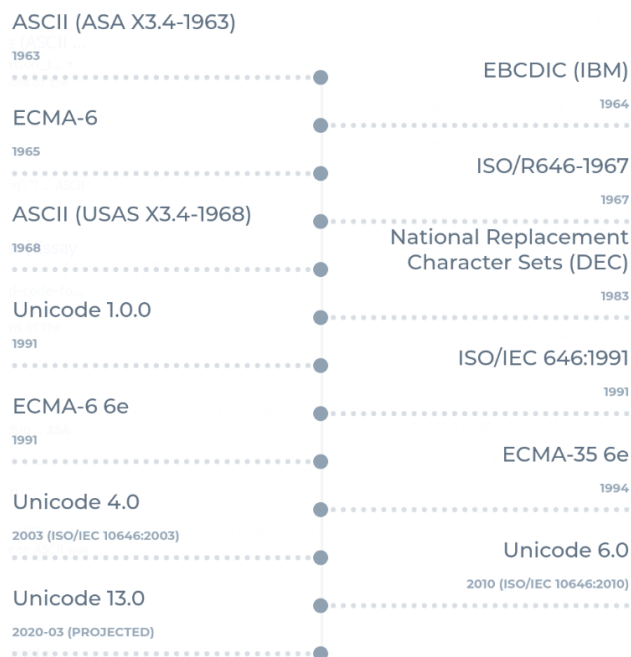 ASCII (ASA X3.4-1963)
1963
EBCDIC (IBM)
1964
ECMA-6
1965
ISO/R646-1967
1967
ASCII (USAS X3.4-1968)
1968
National Replacement
Character Sets (DEC)
1983
Unicode 1.0.0
1991
ISO/IEC 646:1991
1991
ECMA-6 6e
1991
ECMA-35 6e
1994
Unicode 4.0
2003 (ISO/IEC 10646:2003)
Unicode 6.0
2010 (ISO/IEC 10646:2010)
Unicode 13.0
2020-03 (PROJECTED)